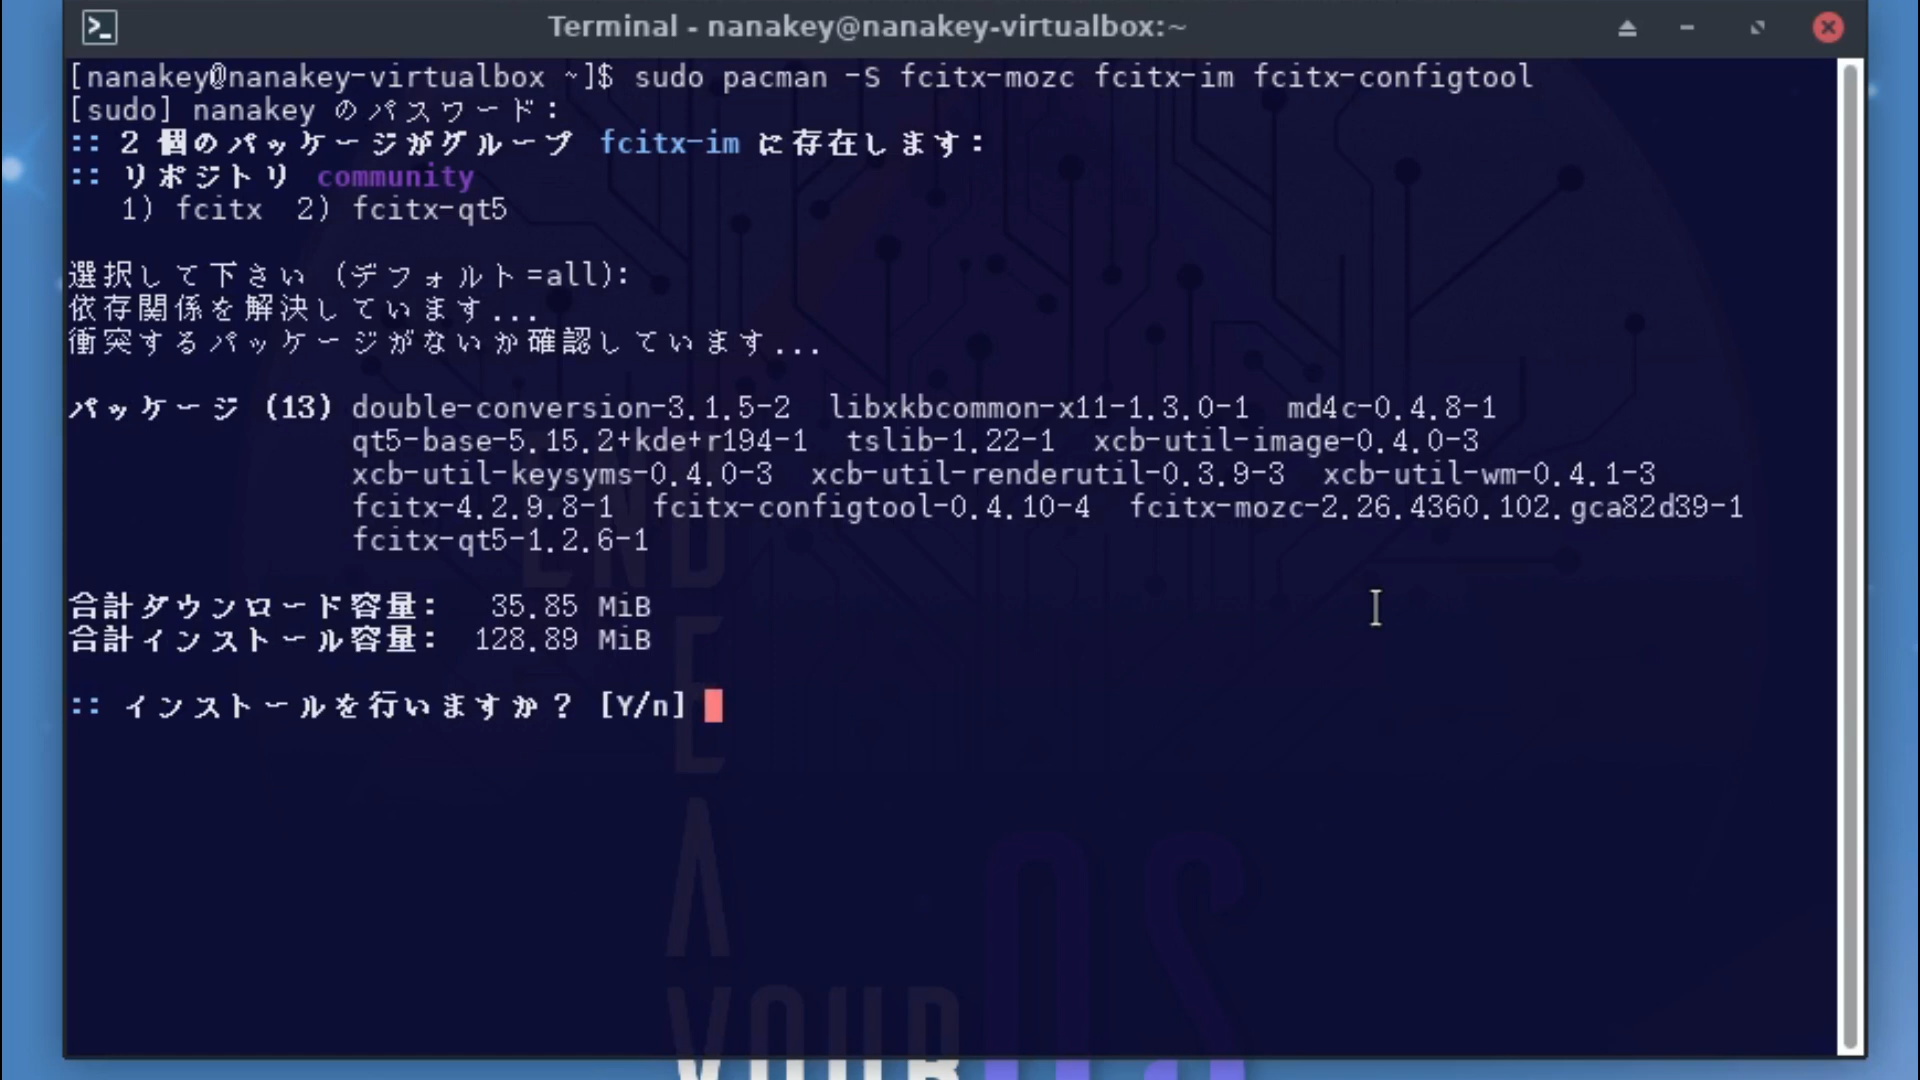 Terminal - nanakey@nanakey-virtualbox:~
[nanakey@nanakey-virtualbox ~]$ sudo pacman -S fcitx-mozc fcitx-im fcitx-configtool
[sudo] nanakey のパスワード:
:: 2 個のパッケージがグループ fcitx-im に存在します:
:: リポジトリ community
1) fcitx 2) fcitx-qt5
選択して下さい (デフォルト=all):
依存関係を解決しています...
衝突するパッケージがないか確認しています...
パッケージ (13) double-conversion-3.1.5-2 libxkbcommon-x11-1.3.0-1 md4c-0.4.8-1
qt5-base-5.15.2+kde+r194-1 tslib-1.22-1 xcb-util-image-0.4.0-3
xcb-util-keysyms-0.4.0-3 xcb-util-renderutil-0.3.9-3 xcb-util-wm-0.4.1-3
fcitx-4.2.9.8-1 fcitx-configtool-0.4.10-4 fcitx-mozc-2.26.4360.102.gca82d39-1
fcitx-qt5-1.2.6-1
合計ダウンロード容量: 35.85 MiB
合計インストール容量: 128.89 MiB
:: インストールを行いますか？ [Y/n]
END
E
A
VOUR
OS